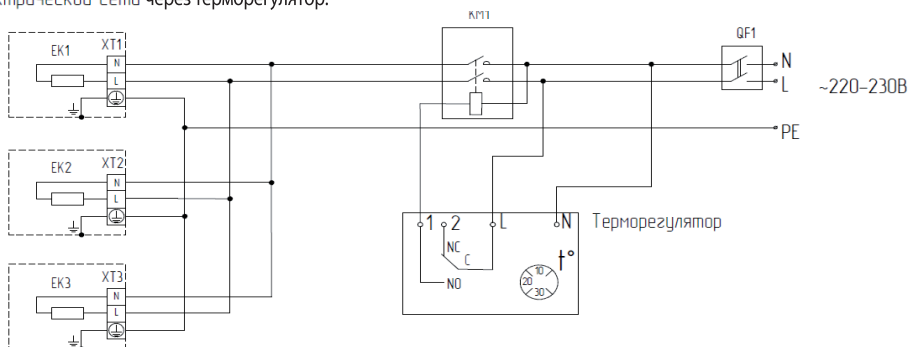 через терморегулятор.
KM1
QF1
EK1
XT1
N
L
N
L
~220-230В
PE
EK2
XT2
N
L
1 2 L N
Терморегулятор
NC
C
NO
t°
10
20
30
EK3
XT3
N
L